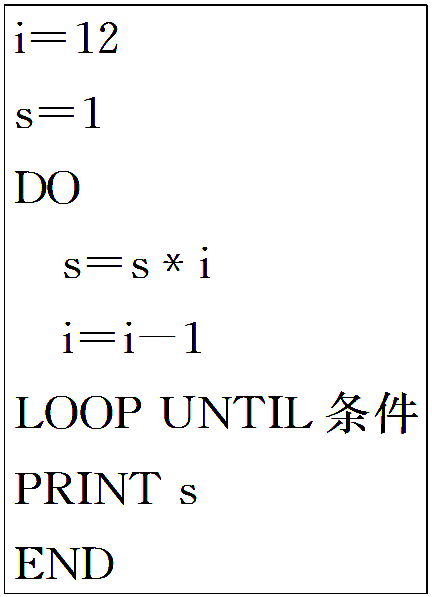 i＝12
s＝1
DO
s＝s * i
i＝i－1
LOOP UNTIL 条件
PRINT s
END